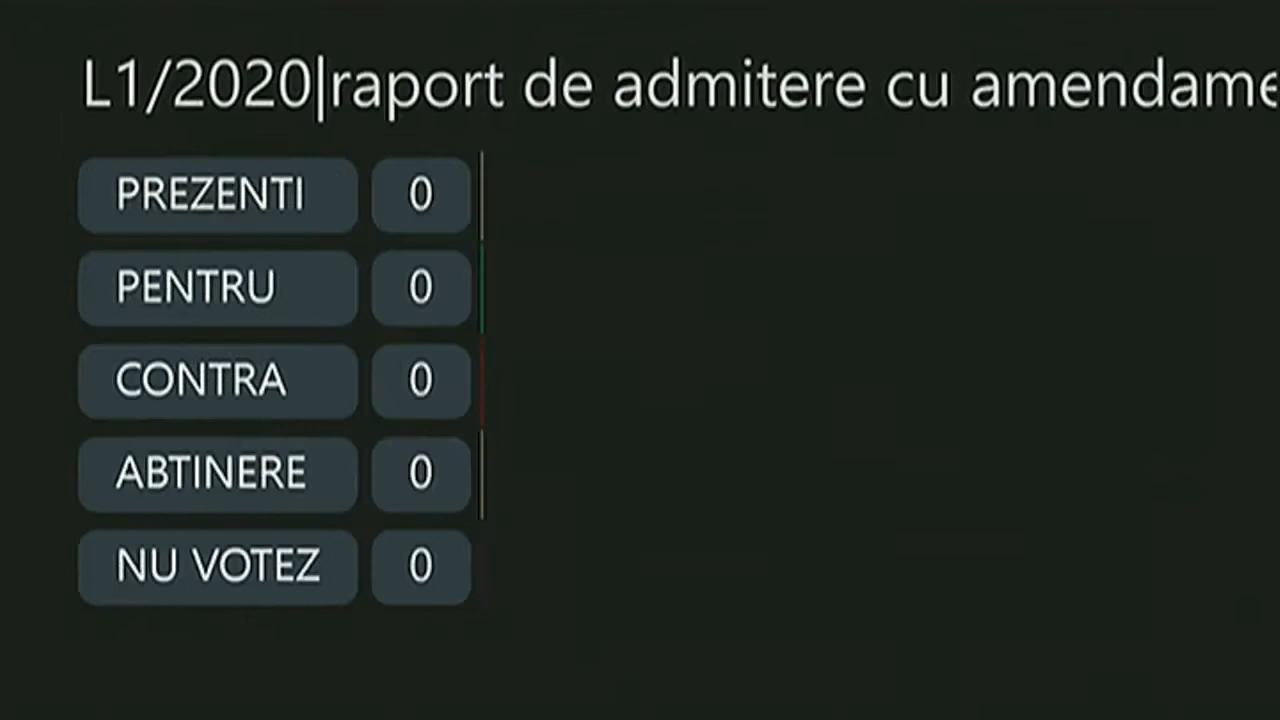 L1/2020|raport de admitere cu amendame
PREZENTI 0
PENTRU 0
CONTRA 0
ABTINERE 0
NU VOTEZ 0